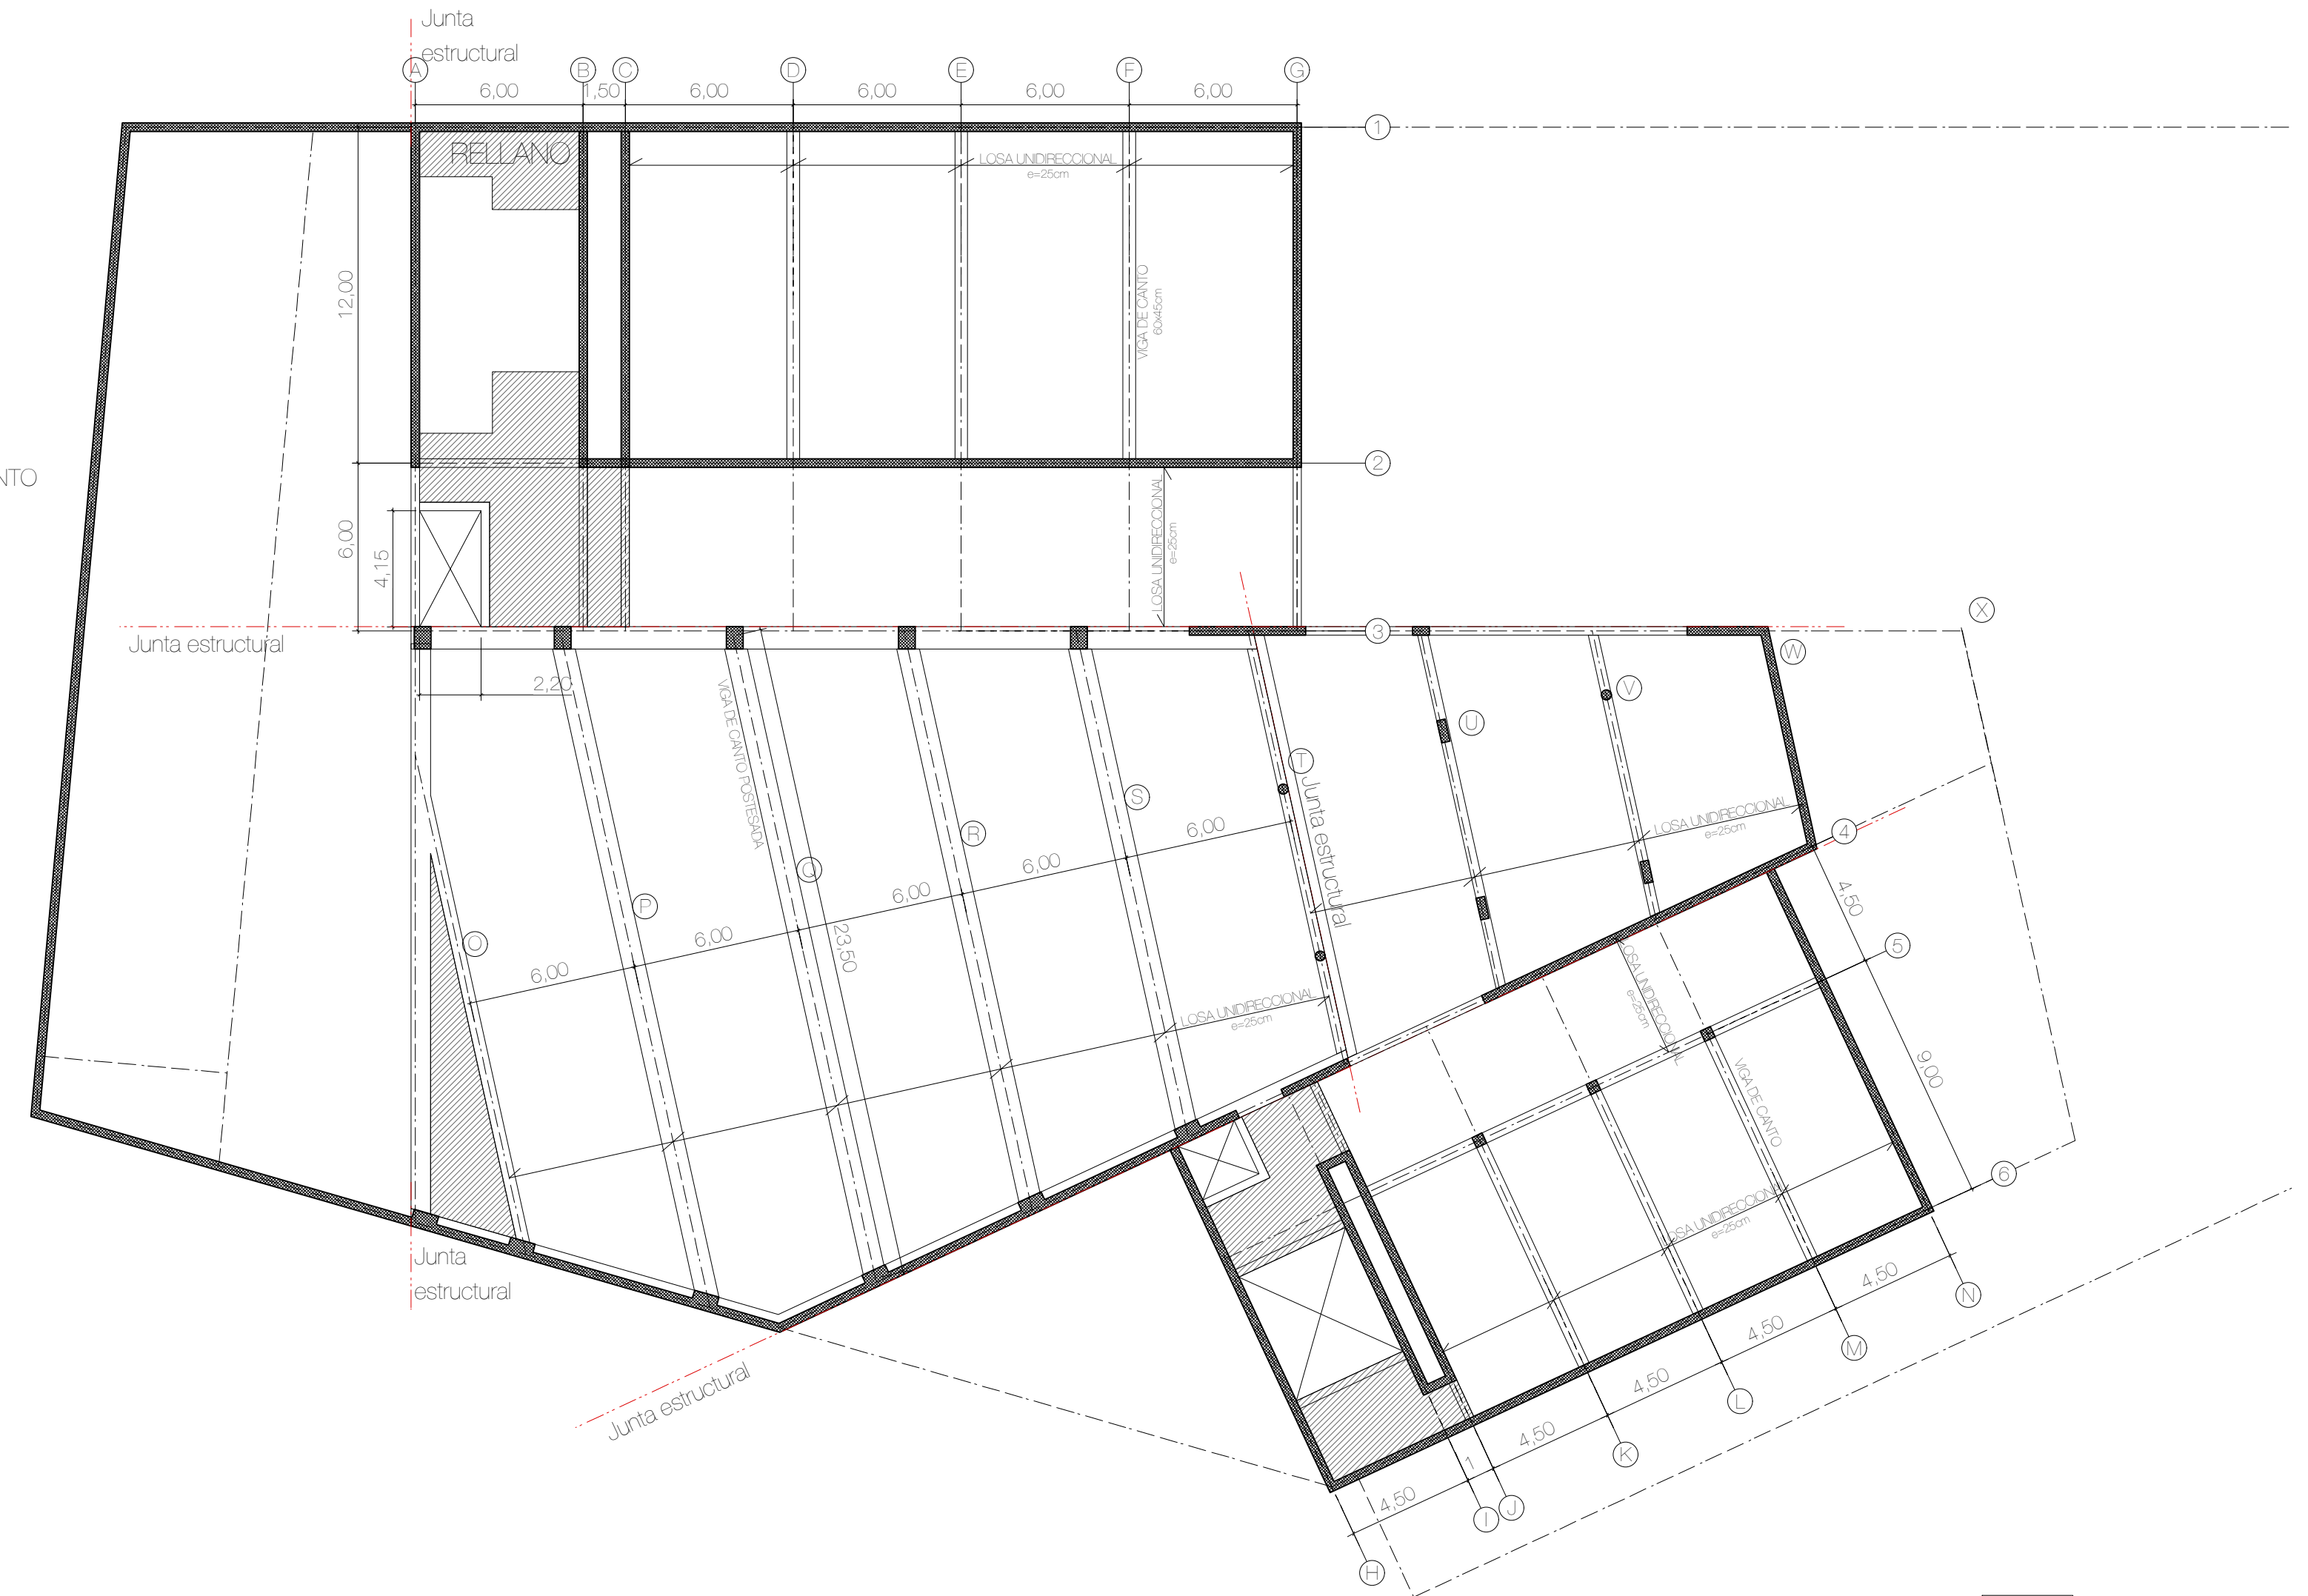 Junta
estructural
A
B
C
D
E
F
G
6,00
1,50
6,00
6,00
6,00
6,00
1
RELLANO
LOSA UNIDIRECCIONAL
e=25cm
12,00
VIGA DE CANTO
60x45cm
2
NTO
6,00
4,15
LOSA UNIDIRECCIONAL
e=25cm
Junta estructural
3
X
W
2,20
VIGA DE CANTO POSTESADA
V
U
T
Junta estructural
S
R
Q
P
O
6,00
6,00
6,00
6,00
6,00
23,50
LOSA UNIDIRECCIONAL
e=25cm
4
4,50
5
LOSA UNIDIRECCIONAL
e=25cm
LOSA UNIDIRECCIONAL
e=25cm
VIGA DE CANTO
9,00
6
LOSA UNIDIRECCIONAL
e=25cm
Junta
estructural
Junta estructural
4,50
1
4,50
4,50
4,50
4,50
H
I
J
K
L
M
N